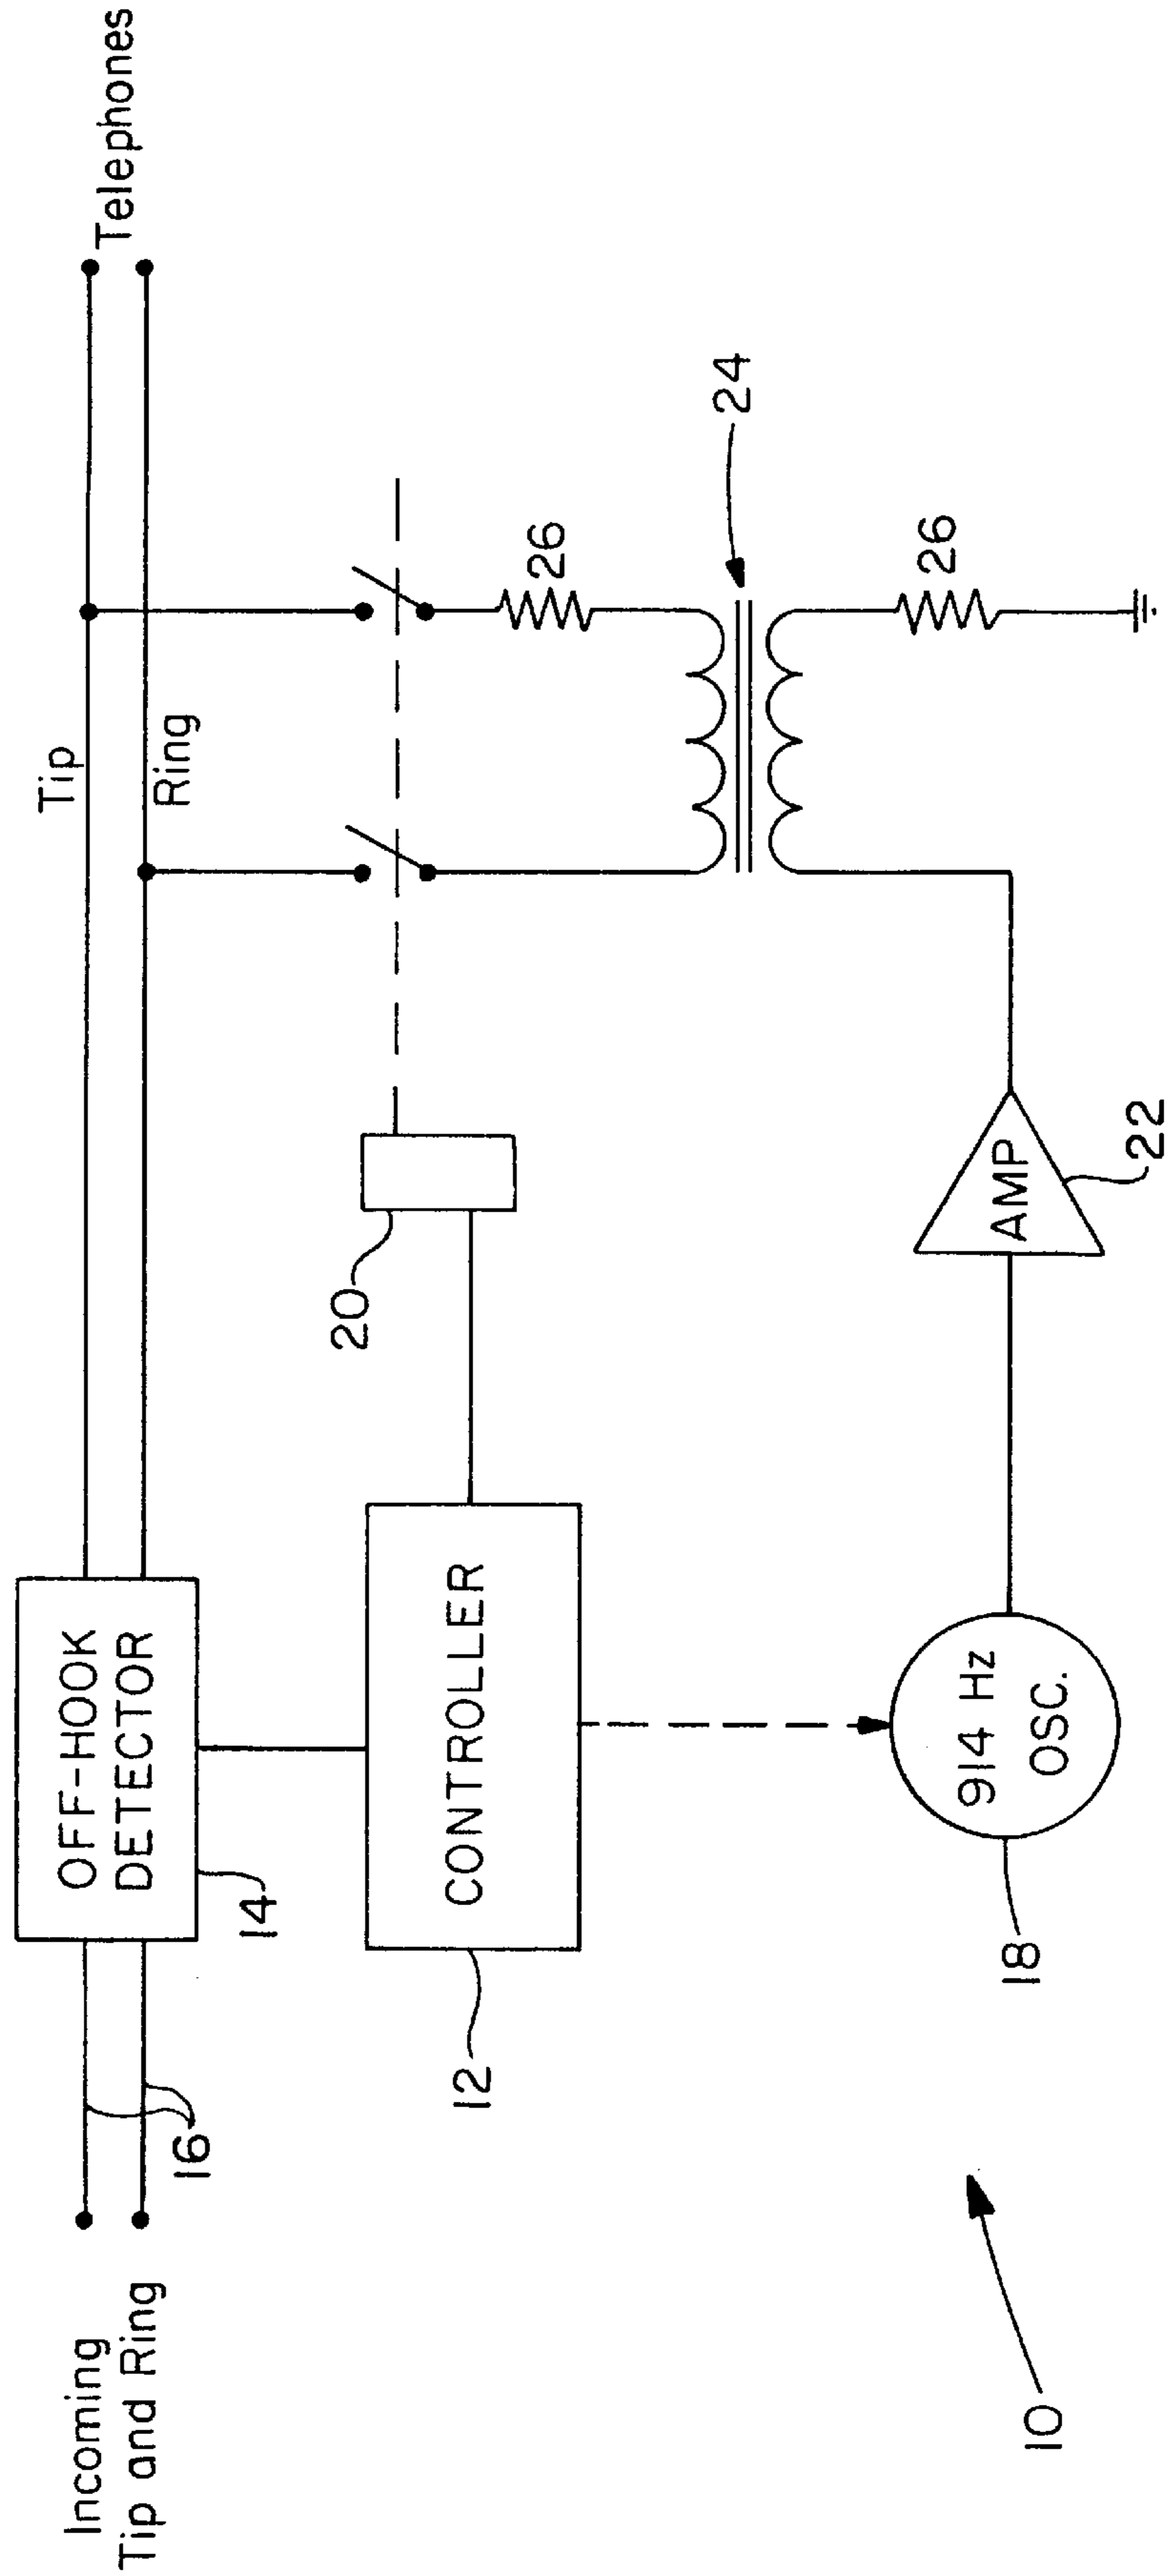 Incoming
Tip and Ring
16
OFF-HOOK
DETECTOR
14
Tip
Ring
Telephones
12
CONTROLLER
20
26
24
26
18
914 Hz
OSC.
AMP
22
10